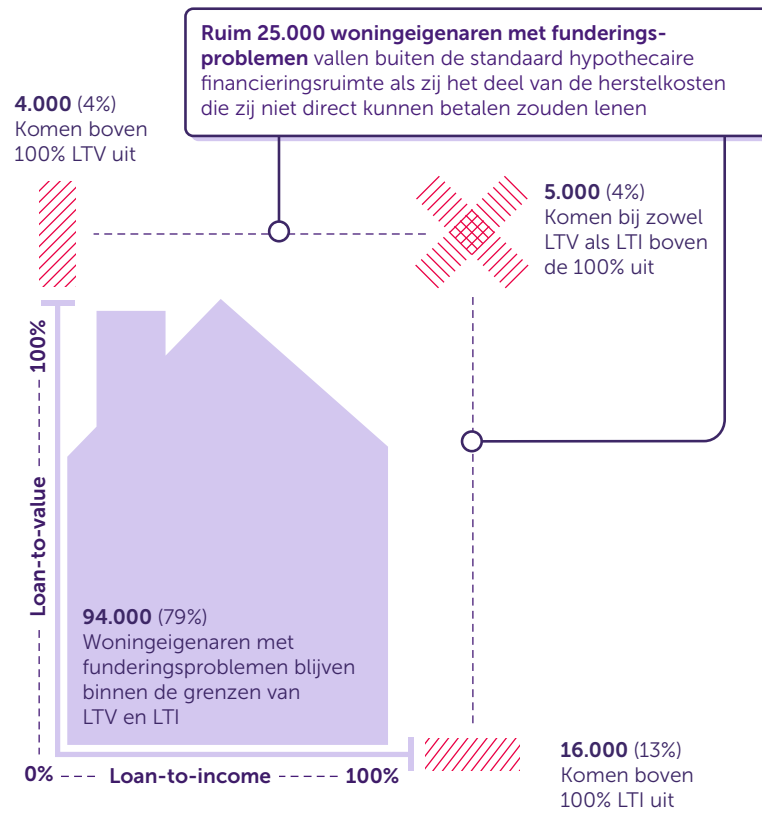 Ruim 25.000 woningeigenaren met funderings-
problemen vallen buiten de standaard hypothecaire
financieringsruimte als zij het deel van de herstelkosten
die zij niet direct kunnen betalen zouden lenen
4.000 (4%)
Komen boven
100% LTV uit
5.000 (4%)
Komen bij zowel
LTV als LTI boven
de 100% uit
100%
Loan-to-value
94.000 (79%)
Woningeigenaren met
funderingsproblemen blijven
binnen de grenzen van
LTV en LTI
0%
Loan-to-income
100%
16.000 (13%)
Komen boven
100% LTI uit